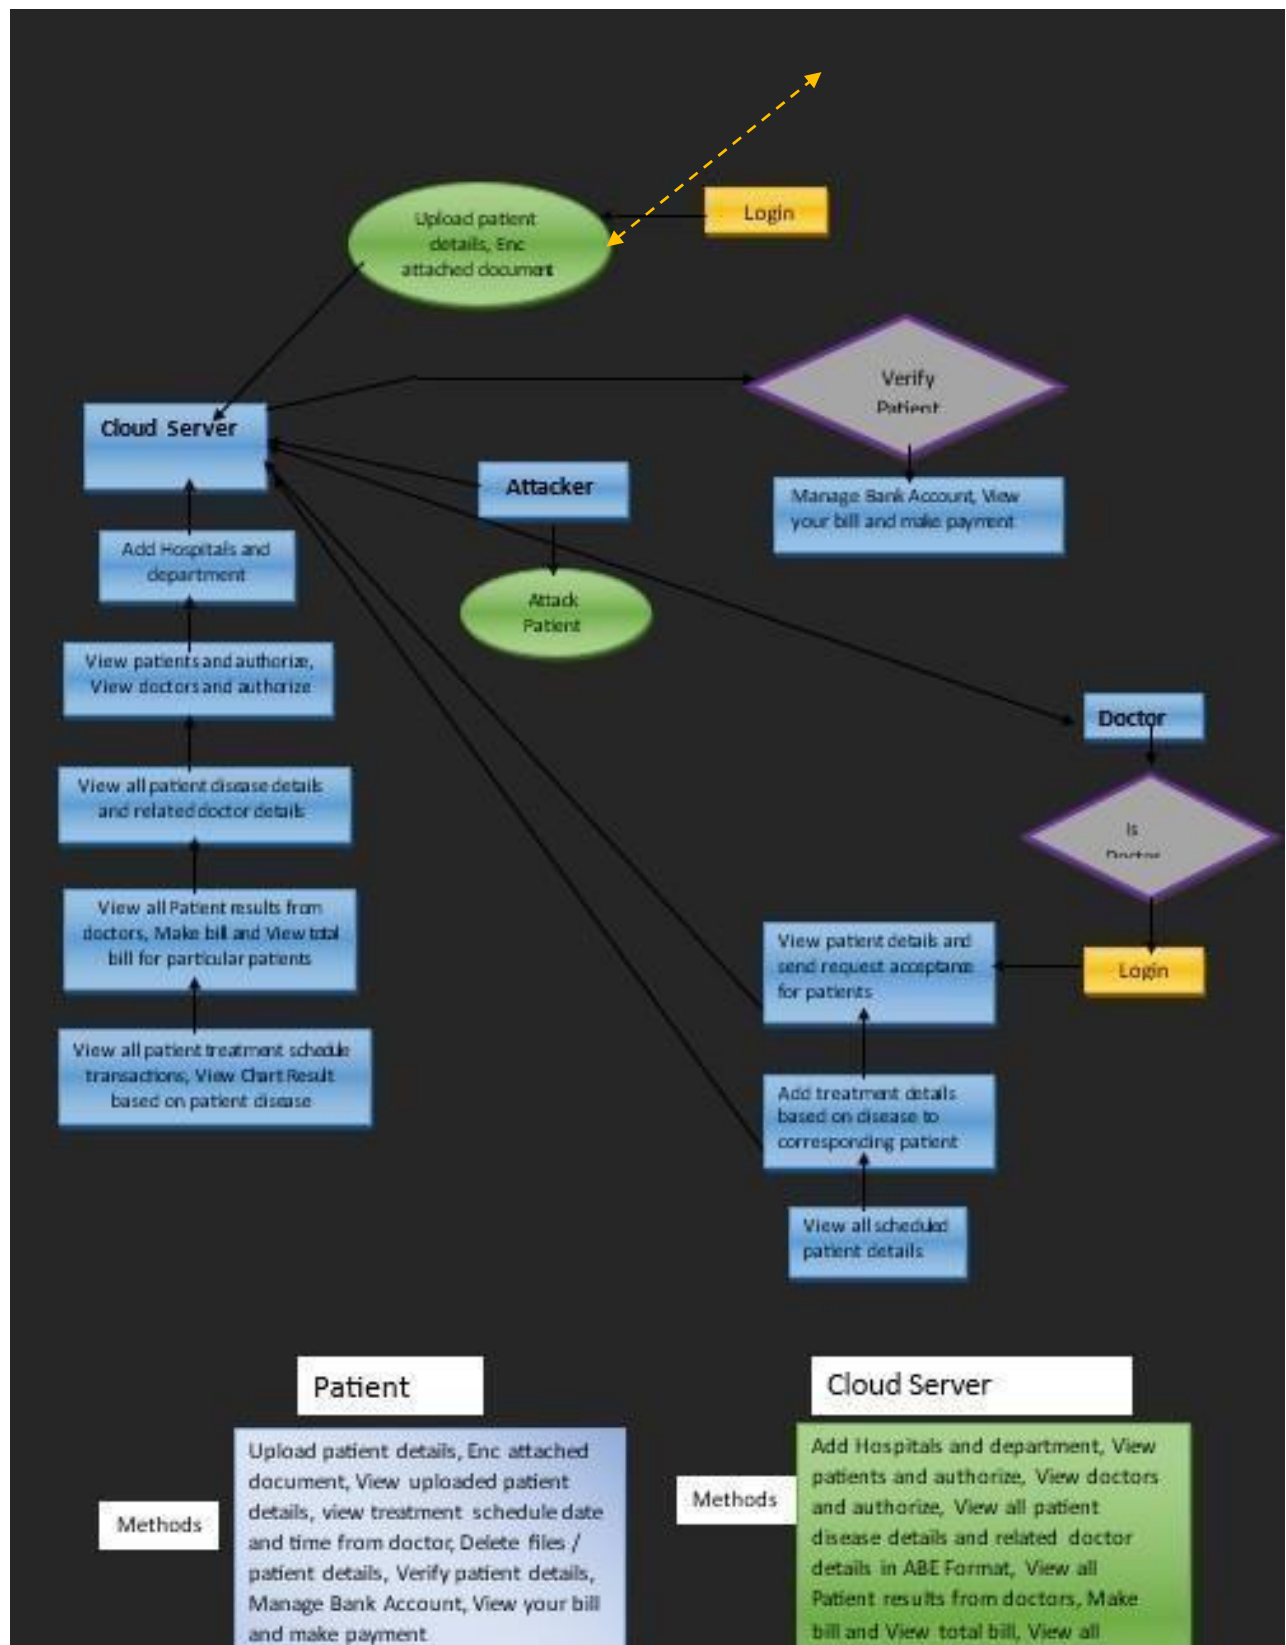 Login
Upload patient
details, Enc
attached document
Verify
Patient
Cloud Server
Attacker
Manage Bank Account, View
your bill and make payment
Add Hospitals and
department
Attack
Patient
View patients and authorize,
View doctors and authorize
Doctor
View all patient disease details
and related doctor details
Is
Doctor
View all Patient results from
doctors, Make bill and View total
bill for particular patients
View patient details and
send request acceptance
for patients
Login
View all patient treatment schedule
transactions, View Chart Result
based on patient disease
Add treatment details
based on disease to
corresponding patient
View all scheduled
patient details
Patient
Methods
Upload patient details, Enc attached
document, View uploaded patient
details, view treatment schedule date
and time from doctor, Delete files /
patient details, Verify patient details,
Manage Bank Account, View your bill
and make payment
Cloud Server
Methods
Add Hospitals and department, View
patients and authorize, View doctors
and authorize, View all patient
disease details and related doctor
details in ABE Format, View all
Patient results from doctors, Make
bill and View total bill, View all